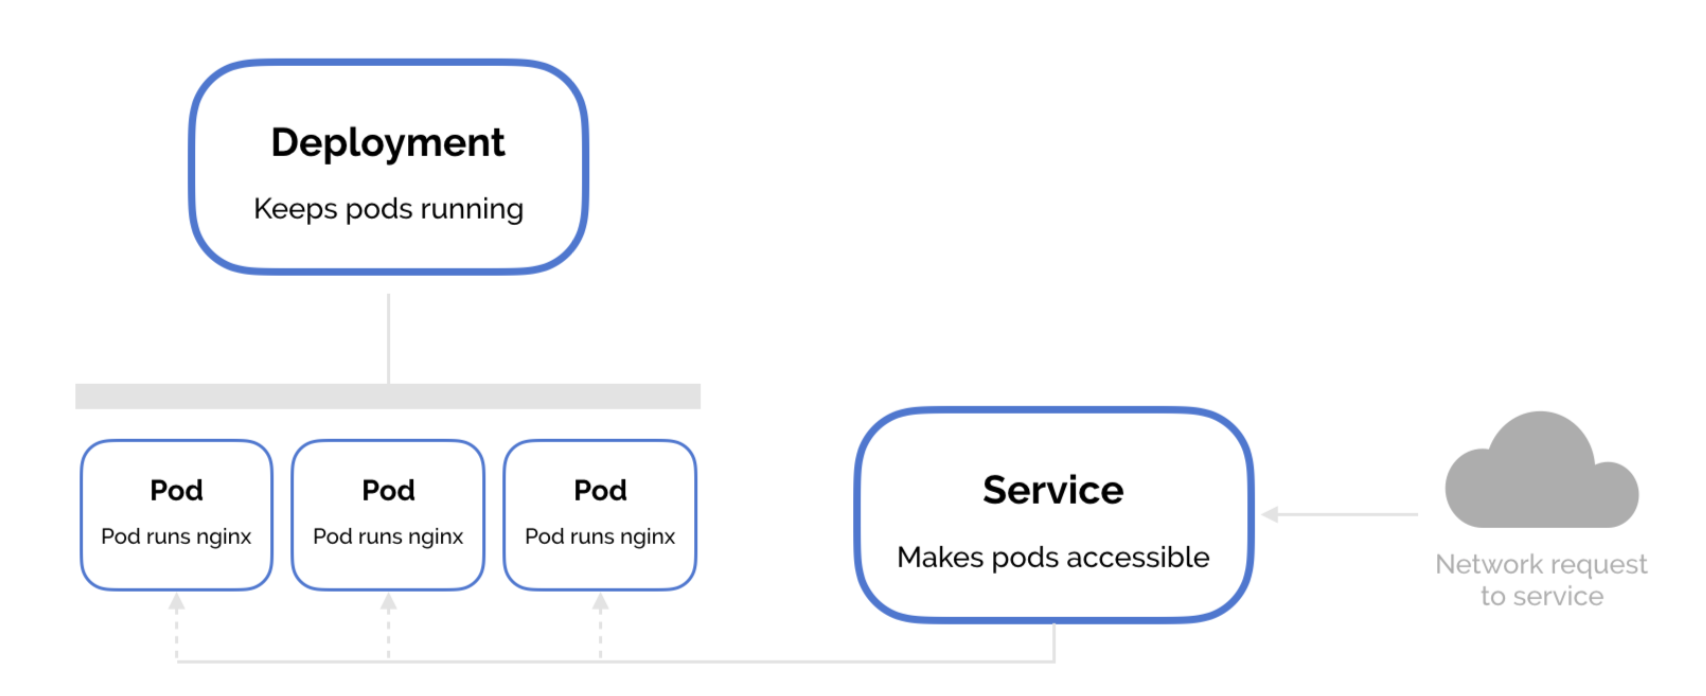 Deployment
Keeps pods running
Pod
Pod runs nginx
Pod
Pod runs nginx
Pod
Pod runs nginx
Service
Makes pods accessible
Network request
to service